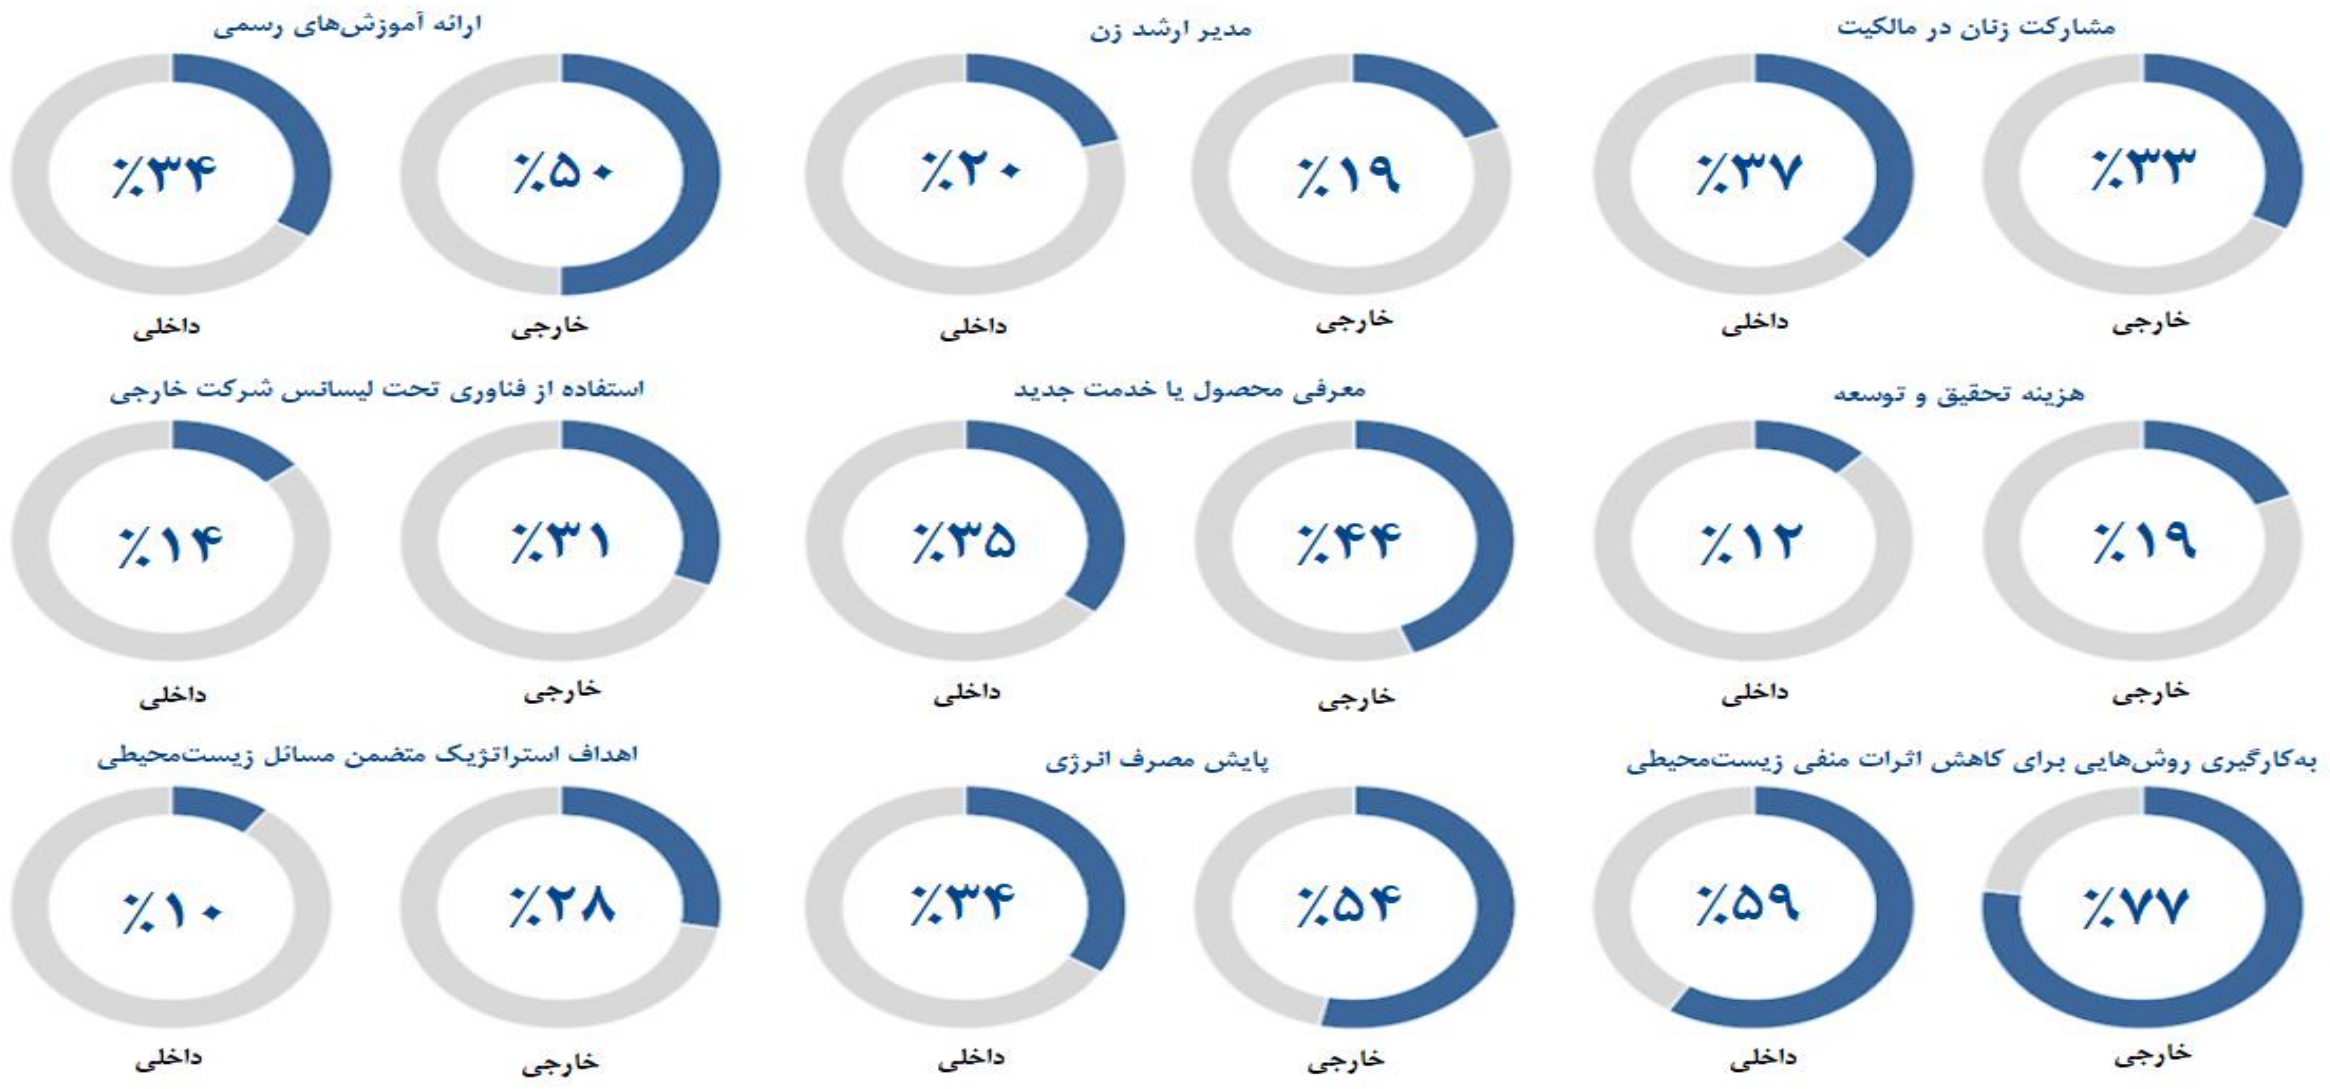 مشارکت زنان در مالکیت
٪۳۳
خارجی
٪۳۷
داخلی
مدیر ارشد زن
٪۱۹
خارجی
٪۲۰
داخلی
ارائه آموزش‌های رسمی
٪۵۰
خارجی
٪۳۴
داخلی
هزینه تحقیق و توسعه
٪۱۹
خارجی
٪۱۲
داخلی
معرفی محصول یا خدمت جدید
٪۴۴
خارجی
٪۳۵
داخلی
استفاده از فناوری تحت لیسانس شرکت خارجی
٪۳۱
خارجی
٪۱۴
داخلی
به‌کارگیری روش‌هایی برای کاهش اثرات منفی زیست‌محیطی
٪۷۷
خارجی
٪۵۹
داخلی
پایش مصرف انرژی
٪۵۴
خارجی
٪۳۴
داخلی
اهداف استراتژیک متضمن مسائل زیست‌محیطی
٪۲۸
خارجی
٪۱۰
داخلی